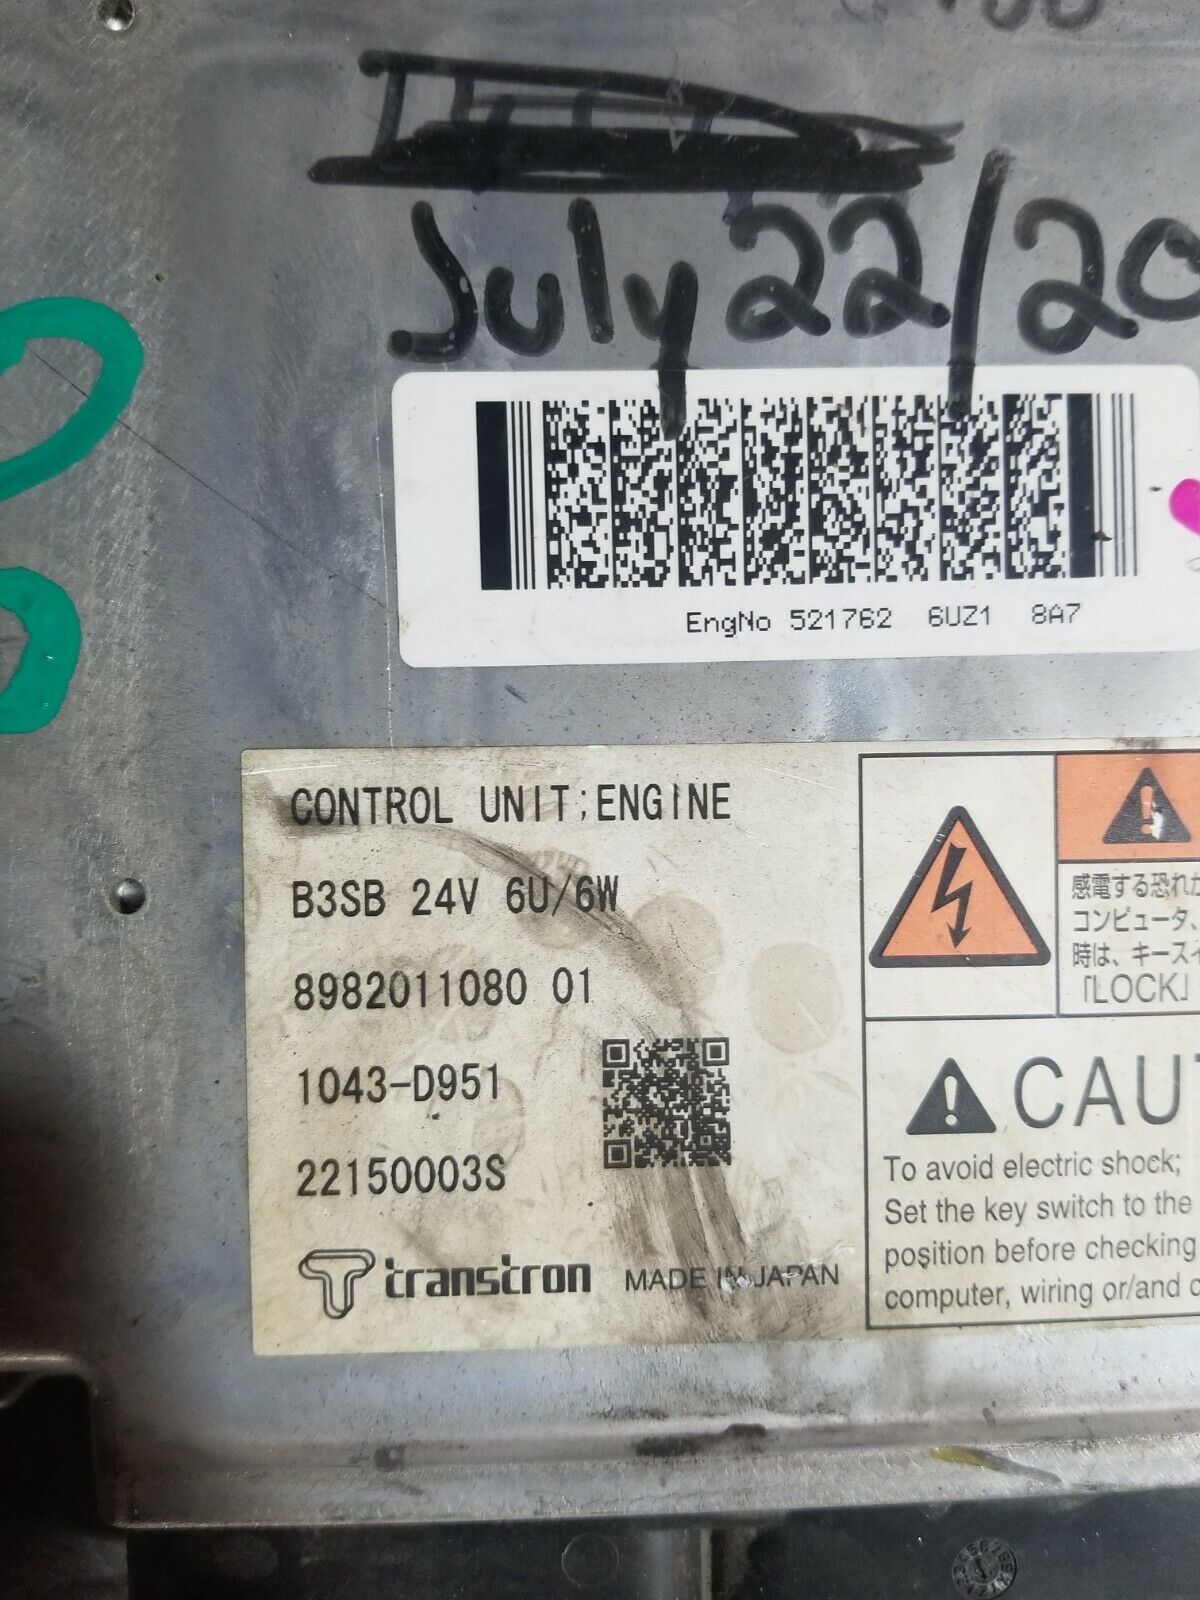 July 22/20
EngNo 521762 6UZ1 8A7
CONTROL UNIT;ENGINE
B3SB 24V 6U/6W
8982011080 01
1043-D951
22150003S
transtron MADE IN JAPAN
感電する恐れが
コンピュータ、
時は、キースイ
「LOCK」
CAUT
To avoid electric shock;
Set the key switch to the
position before checking
computer, wiring or/and c